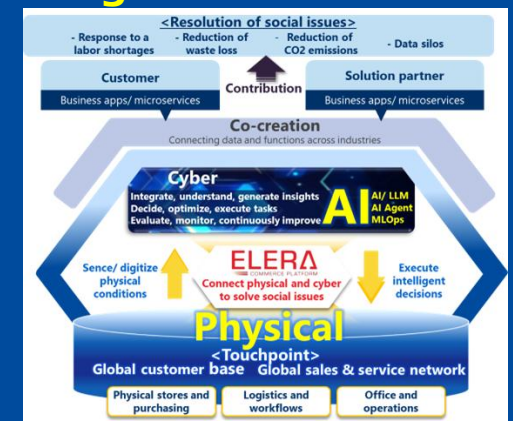 <Resolution of social issues>
- Response to a labor shortages
- Reduction of waste loss
- Reduction of CO2 emissions
- Data silos
Customer
Business apps/ microservices
Contribution
Solution partner
Business apps/ microservices
Co-creation
Connecting data and functions across industries
Cyber
Integrate, understand, generate insights
Decide, optimize, execute tasks
Evaluate, monitor, continuously improve
AI
AI/ LLM
AI Agent
MLOps
Sence/ digitize
physical
conditions
ELERA
COMMERCE PLATFORM
Connect physical and cyber
to solve social issues
Execute
intelligent
decisions
Physical
<Touchpoint>
Global customer base Global sales & service network
Physical stores and
purchasing
Logistics and
workflows
Office and
operations